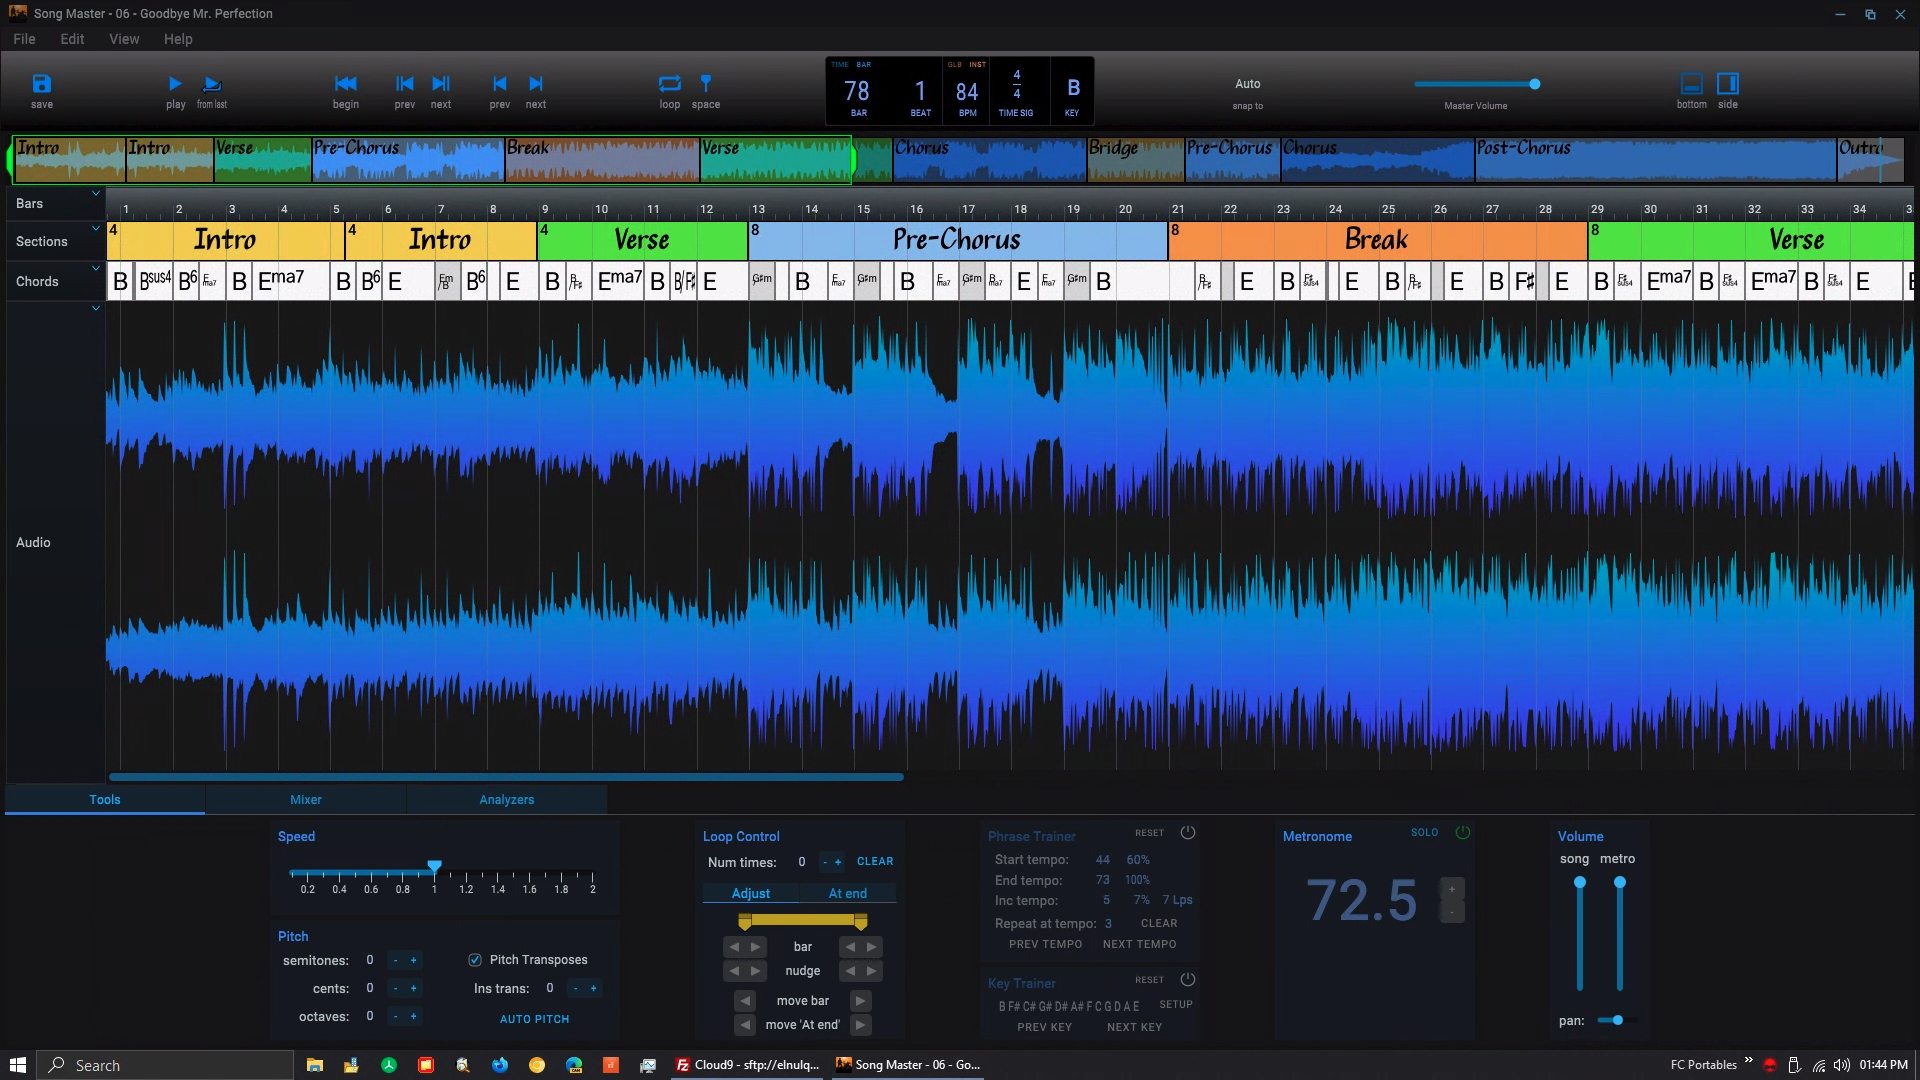 Song Master - 06 - Goodbye Mr. Perfection
File Edit View Help
save play from last begin prev next prev next loop space
TIME BAR GLB INST
78 1 84 4 4 B
BAR BEAT BPM TIME SIG KEY
Auto
snap to
Master Volume
bottom side
Intro Intro Verse Pre-Chorus Break Verse Chorus Bridge Pre-Chorus Chorus Post-Chorus Outro
Bars 1 2 3 4 5 6 7 8 9 10 11 12 13 14 15 16 17 18 19 20 21 22 23 24 25 26 27 28 29 30 31 32 33 34 3
Sections 4 Intro 4 Intro 4 Verse 8 Pre-Chorus 8 Break 8 Verse
Chords B Bsus4 B6 Ema7 B Ema7 B B6 E Em/B B6 E B B/F# Ema7 B B/F# E G#m B Ema7 G#m B Ema7 G#m Bma7 E Ema7 G#m B B/F# E B F#sus4 E B B/F# E B F# E B F#sus4 Ema7 B F#sus4 Ema7 B F#sus4 E
Audio
Tools Mixer Analyzers
Speed
0.2 0.4 0.6 0.8 1 1.2 1.4 1.6 1.8 2
Pitch
semitones: 0 - +
cents: 0 - +
octaves: 0 - +
Pitch Transposes
Ins trans: 0 - +
AUTO PITCH
Loop Control
Num times: 0 - + CLEAR
Adjust At end
bar
nudge
move bar
move 'At end'
Phrase Trainer RESET
Start tempo: 44 60%
End tempo: 73 100%
Inc tempo: 5 7% 7 Lps
Repeat at tempo: 3 CLEAR
PREV TEMPO NEXT TEMPO
Key Trainer RESET
B F# C# G# D# A# F C G D A E SETUP
PREV KEY NEXT KEY
Metronome SOLO
72.5 + -
Volume
song metro
pan:
Search
Cloud9 - sftp://elnulq...
Song Master - 06 - Go...
FC Portables
01:44 PM